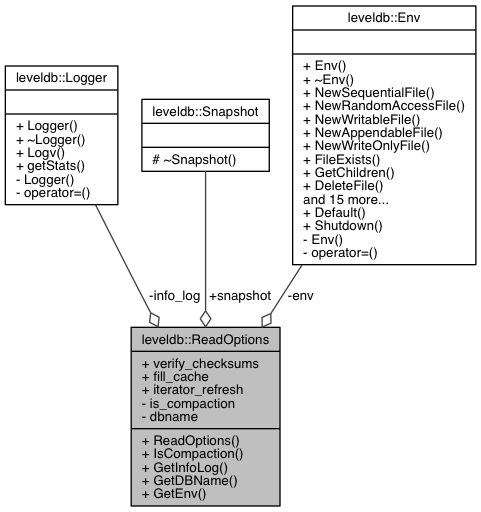 leveldb::Env
+ Env()
+ ~Env()
+ NewSequentialFile()
+ NewRandomAccessFile()
+ NewWritableFile()
+ NewAppendableFile()
+ NewWriteOnlyFile()
+ FileExists()
+ GetChildren()
+ DeleteFile()
and 15 more...
+ Default()
+ Shutdown()
- Env()
- operator=()
leveldb::Logger
+ Logger()
+ ~Logger()
+ Logv()
+ getStats()
- Logger()
- operator=()
leveldb::Snapshot
# ~Snapshot()
-info_log
+snapshot
-env
leveldb::ReadOptions
+ verify_checksums
+ fill_cache
+ iterator_refresh
- is_compaction
- dbname
+ ReadOptions()
+ IsCompaction()
+ GetInfoLog()
+ GetDBName()
+ GetEnv()